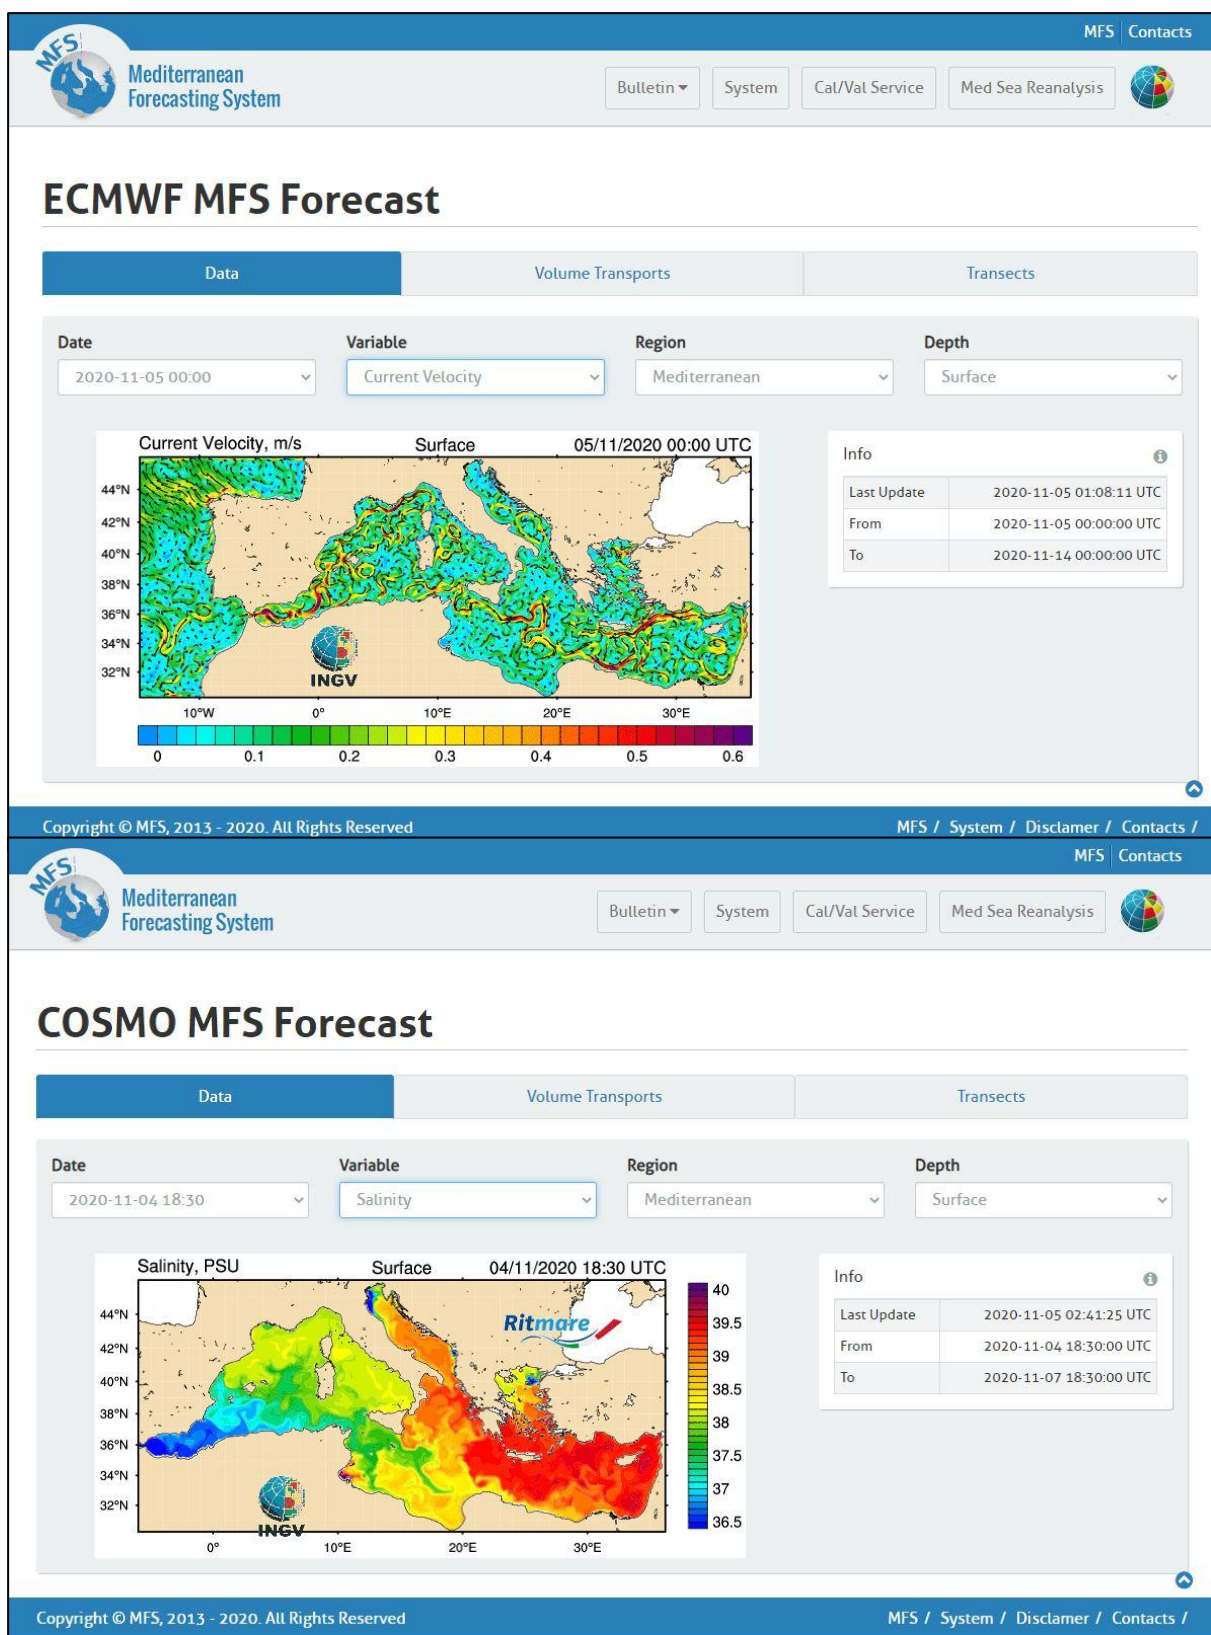 MFS Contacts
MFS
Mediterranean
Forecasting System
Bulletin System Cal/Val Service Med Sea Reanalysis
ECMWF MFS Forecast
Data Volume Transports Transects
Date Variable Region Depth
2020-11-05 00:00 Current Velocity Mediterranean Surface
Current Velocity, m/s Surface 05/11/2020 00:00 UTC
44°N
42°N
40°N
38°N
36°N
34°N
32°N
INGV
10°W 0° 10°E 20°E 30°E
0 0.1 0.2 0.3 0.4 0.5 0.6
Info
Last Update 2020-11-05 01:08:11 UTC
From 2020-11-05 00:00:00 UTC
To 2020-11-14 00:00:00 UTC
Copyright © MFS, 2013 - 2020. All Rights Reserved MFS / System / Disclamer / Contacts /
MFS Contacts
MFS
Mediterranean
Forecasting System
Bulletin System Cal/Val Service Med Sea Reanalysis
COSMO MFS Forecast
Data Volume Transports Transects
Date Variable Region Depth
2020-11-04 18:30 Salinity Mediterranean Surface
Salinity, PSU Surface 04/11/2020 18:30 UTC
Ritmare
44°N
42°N
40°N
38°N
36°N
34°N
32°N
INGV
0° 10°E 20°E 30°E
40
39.5
39
38.5
38
37.5
37
36.5
Info
Last Update 2020-11-05 02:41:25 UTC
From 2020-11-04 18:30:00 UTC
To 2020-11-07 18:30:00 UTC
Copyright © MFS, 2013 - 2020. All Rights Reserved MFS / System / Disclamer / Contacts /